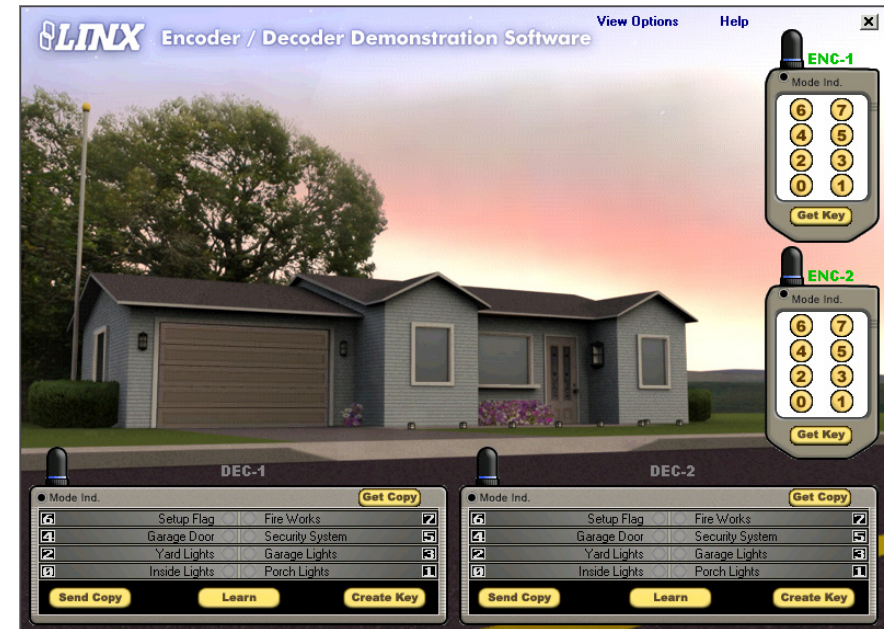 LINX Encoder / Decoder Demonstration Software
View Options Help X
ENC-1
Mode Ind.
6 7
4 5
2 3
0 1
Get Key
ENC-2
Mode Ind.
6 7
4 5
2 3
0 1
Get Key
DEC-1
Mode Ind. Get Copy
6 Setup Flag Fire Works 7
4 Garage Door Security System 5
2 Yard Lights Garage Lights 3
0 Inside Lights Porch Lights 1
Send Copy Learn Create Key
DEC-2
Mode Ind. Get Copy
6 Setup Flag Fire Works 7
4 Garage Door Security System 5
2 Yard Lights Garage Lights 3
0 Inside Lights Porch Lights 1
Send Copy Learn Create Key